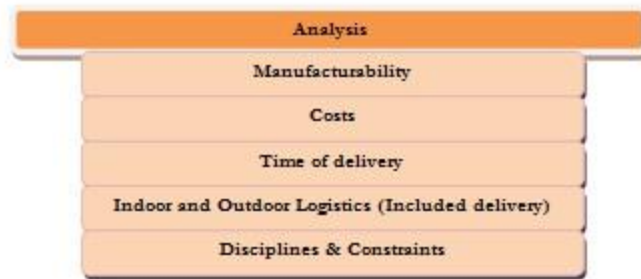 Analysis
Manufacturability
Costs
Time of delivery
Indoor and Outdoor Logistics (Included delivery)
Disciplines & Constraints